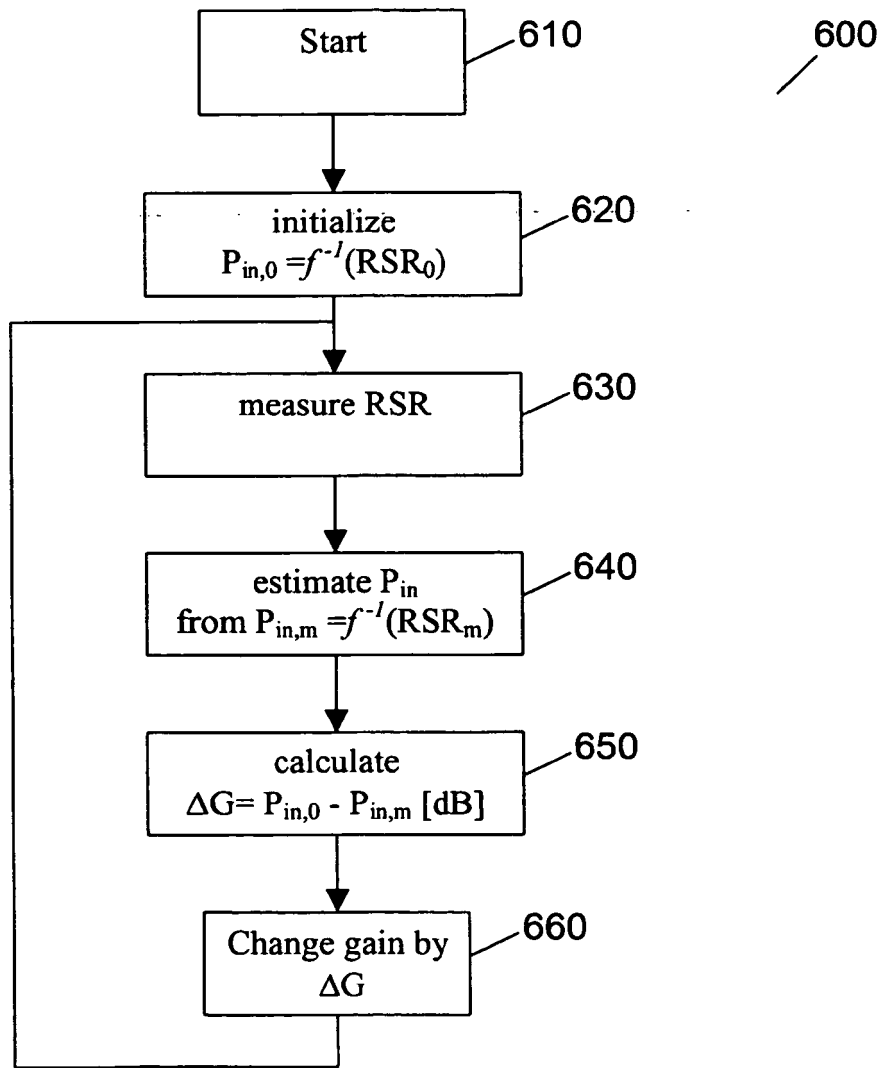 Start
610
600
initialize
P_in,0 =f^-1(RSR_0)
620
measure RSR
630
estimate P_in
from P_in,m =f^-1(RSR_m)
640
calculate
ΔG= P_in,0 - P_in,m [dB]
650
Change gain by
ΔG
660